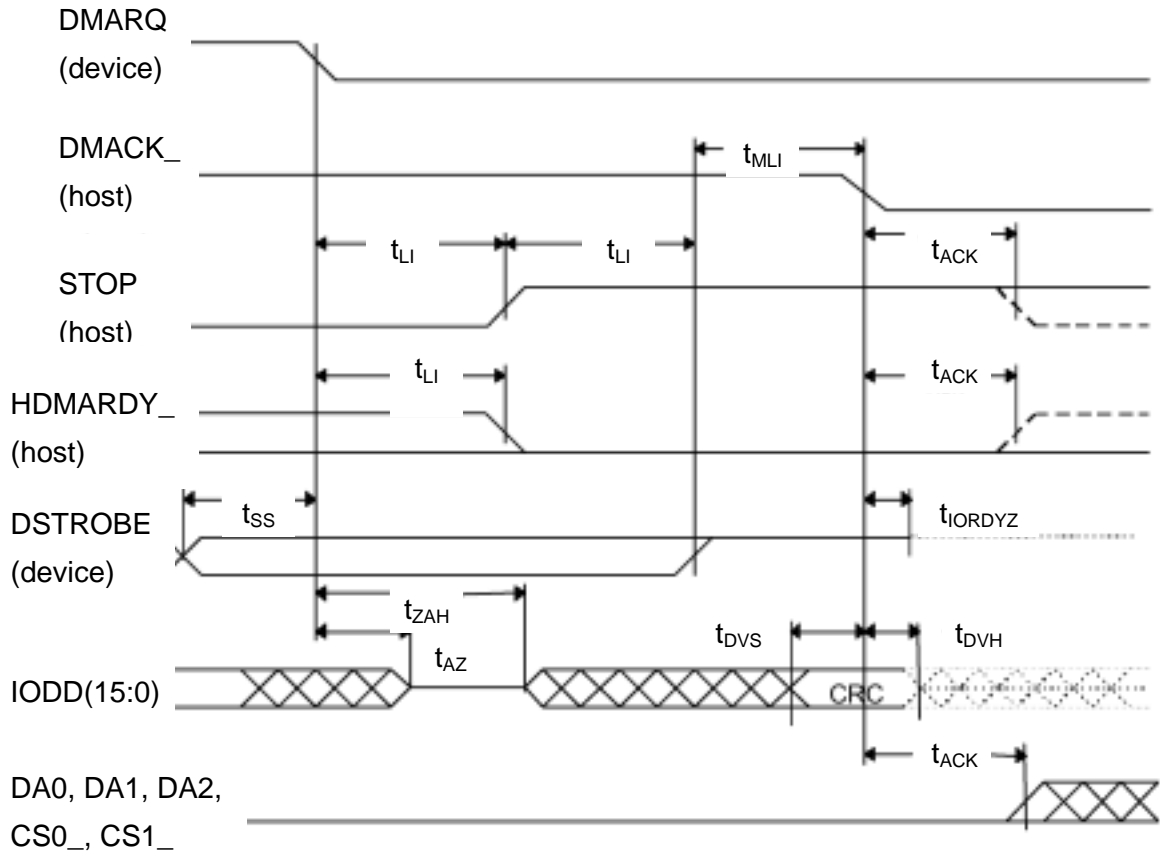 DMARQ
(device)
DMACK_
(host)
tMLI
tLI
tLI
tACK
STOP
(host)
tLI
tACK
HDMARDY_
(host)
tSS
tIORDYZ
DSTROBE
(device)
tZAH
tDVS
tDVH
tAZ
IODD(15:0)
CRC
tACK
DA0, DA1, DA2,
CS0_, CS1_